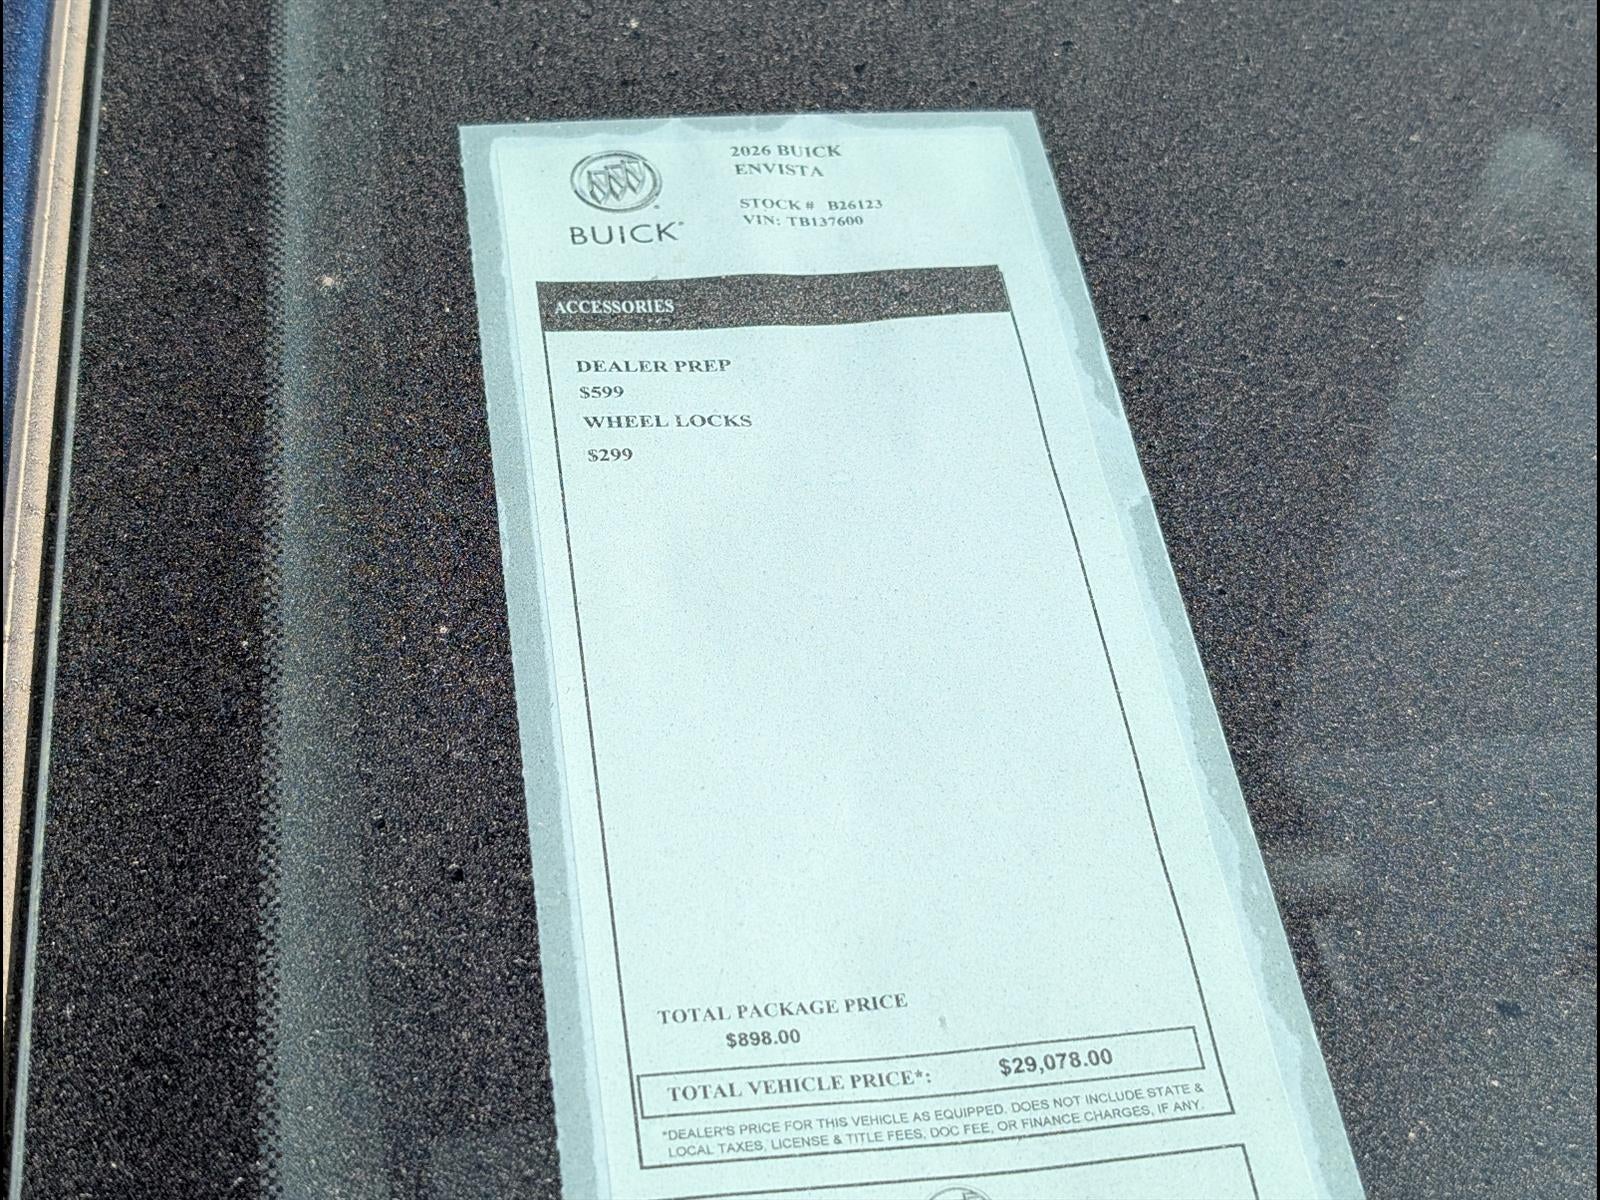 2026 BUICK
ENVISTA
STOCK # B26123
VIN: TB137600
BUICK
ACCESSORIES
DEALER PREP
$599
WHEEL LOCKS
$299
TOTAL PACKAGE PRICE
$898.00
TOTAL VEHICLE PRICE*: $29,078.00
*DEALER'S PRICE FOR THIS VEHICLE AS EQUIPPED. DOES NOT INCLUDE STATE &
LOCAL TAXES, LICENSE & TITLE FEES, DOC FEE, OR FINANCE CHARGES, IF ANY.